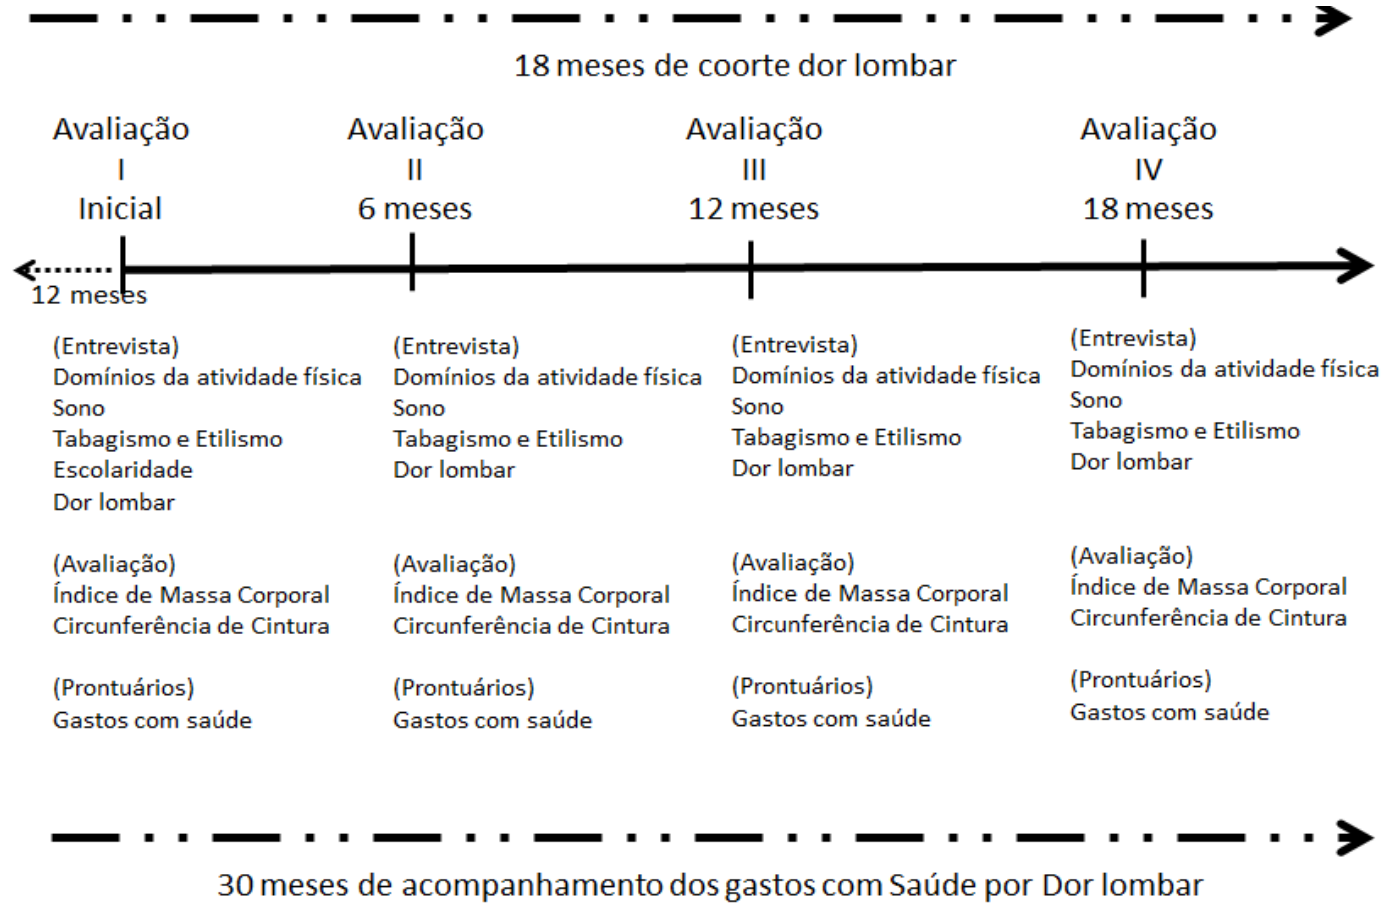 18 meses de coorte dor lombar
Avaliação
I
Inicial
Avaliação
II
6 meses
Avaliação
III
12 meses
Avaliação
IV
18 meses
12 meses
(Entrevista)
Domínios da atividade física
Sono
Tabagismo e Etilismo
Escolaridade
Dor lombar
(Avaliação)
Índice de Massa Corporal
Circunferência de Cintura
(Prontuários)
Gastos com saúde
(Entrevista)
Domínios da atividade física
Sono
Tabagismo e Etilismo
Dor lombar
(Avaliação)
Índice de Massa Corporal
Circunferência de Cintura
(Prontuários)
Gastos com saúde
(Entrevista)
Domínios da atividade física
Sono
Tabagismo e Etilismo
Dor lombar
(Avaliação)
Índice de Massa Corporal
Circunferência de Cintura
(Prontuários)
Gastos com saúde
(Entrevista)
Domínios da atividade física
Sono
Tabagismo e Etilismo
Dor lombar
(Avaliação)
Índice de Massa Corporal
Circunferência de Cintura
(Prontuários)
Gastos com saúde
30 meses de acompanhamento dos gastos com Saúde por Dor lombar